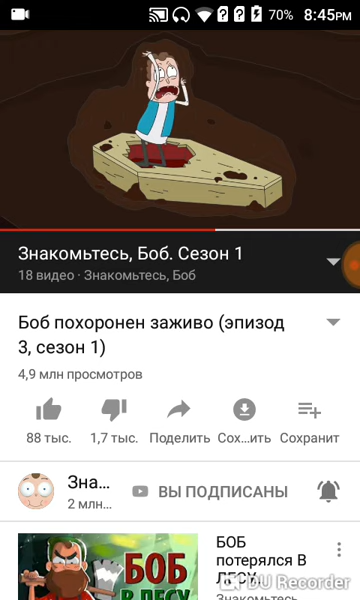 70% 8:45PM
Знакомьтесь, Боб. Сезон 1
18 видео · Знакомьтесь, Боб
Боб похоронен заживо (эпизод
3, сезон 1)
4,9 млн просмотров
88 тыс. 1,7 тыс. Поделить Сох...ить Сохранит
Зна...
2 млн...
ВЫ ПОДПИСАНЫ
БОБ
В ЛЕСУ
БОБ
потерялся В
ЛЕСУ
DU Recorder
Знакомьтесь